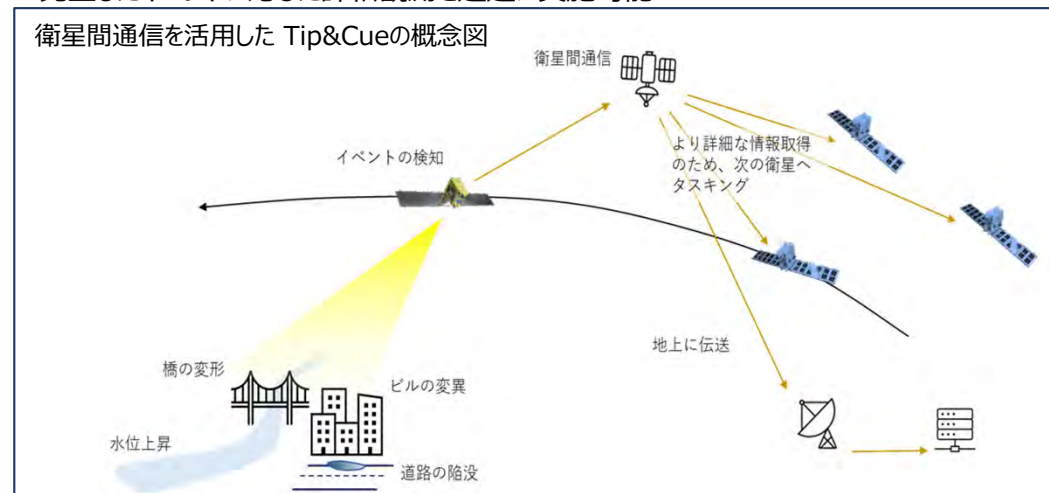 衛星間通信を活用した Tip&Cueの概念図
衛星間通信
イベントの検知
より詳細な情報取得
のため、次の衛星へ
タスキング
地上に伝送
橋の変形
ビルの変異
水位上昇
道路の陥没